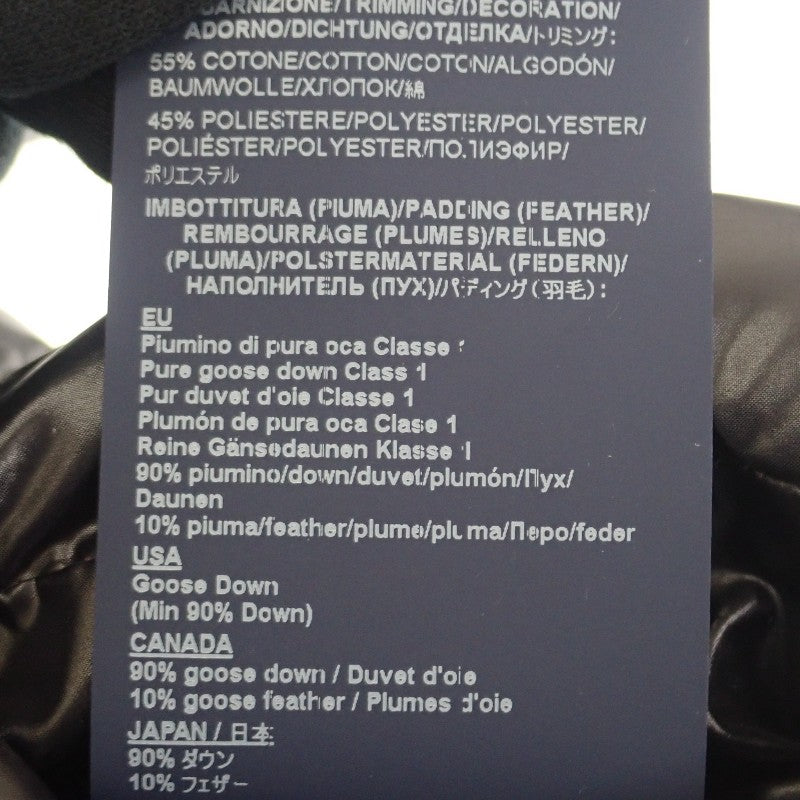 GARNIZIONE/TRIMMING/DECORATION/
ADORNO/DICHTUNG/ОТДЕЛКА/トリミング:
55% COTONE/COTTON/COTON/ALGODÓN/
BAUMWOLLE/ХЛОПОК/綿
45% POLIESTERE/POLYESTER/POLYESTER/
POLIÉSTER/POLYESTER/ПОЛИЭФИР/
ポリエステル
IMBOTTITURA (PIUMA)/PADDING (FEATHER)/
REMBOURRAGE (PLUMES)/RELLENO
(PLUMA)/POLSTERMATERIAL (FEDERN)/
НАПОЛНИТЕЛЬ (ПУХ)/パディング(羽毛):
EU
Piumino di pura oca Classe 1
Pure goose down Class 1
Pur duvet d'oie Classe 1
Plumón de pura oca Clase 1
Reine Gänsedaunen Klasse 1
90% piumino/down/duvet/plumón/Пух/
Daunen
10% piuma/feather/plume/pluma/Перо/feder
USA
Goose Down
(Min 90% Down)
CANADA
90% goose down / Duvet d'oie
10% goose feather / Plumes d'oie
JAPAN / 日本
90% ダウン
10% フェザー